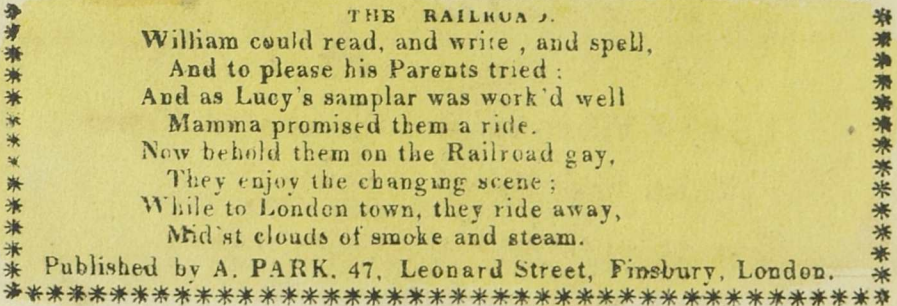 THE RAILROAD.
William could read, and write , and spell,
And to please his Parents tried :
And as Lucy's samplar was work'd well
Mamma promised them a ride.
Now behold them on the Railroad gay,
They enjoy the changing scene ;
While to London town, they ride away,
Mid'st clouds of smoke and steam.
Published by A. PARK. 47, Leonard Street, Finsbury, London.